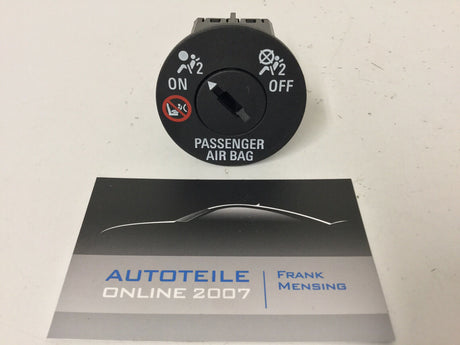 2 2
ON OFF
PASSENGER
AIR BAG
AUTOTEILE
ONLINE 2007
FRANK
MENSING